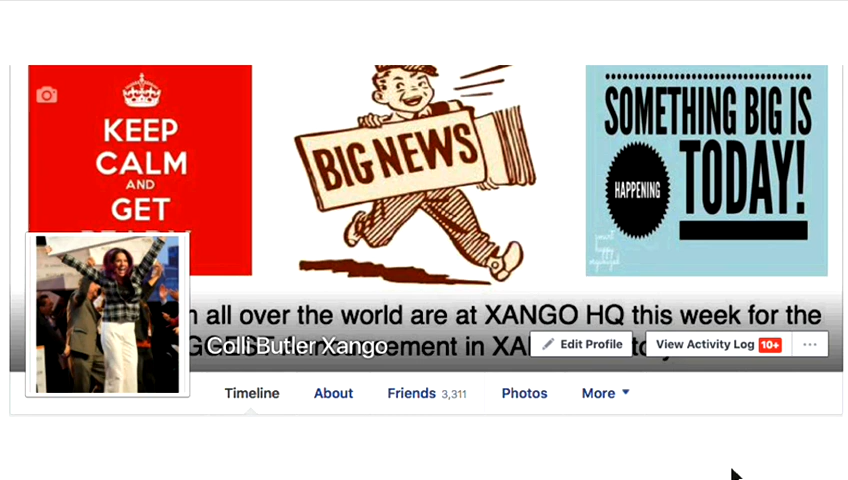 KEEP
CALM
AND
GET
BIG NEWS
SOMETHING BIG IS
HAPPENING
TODAY!
all over the world are at XANGO HQ this week for the
Colli Butler Xango
ement in
Edit Profile
View Activity Log 10+
Timeline
About
Friends 3,311
Photos
More